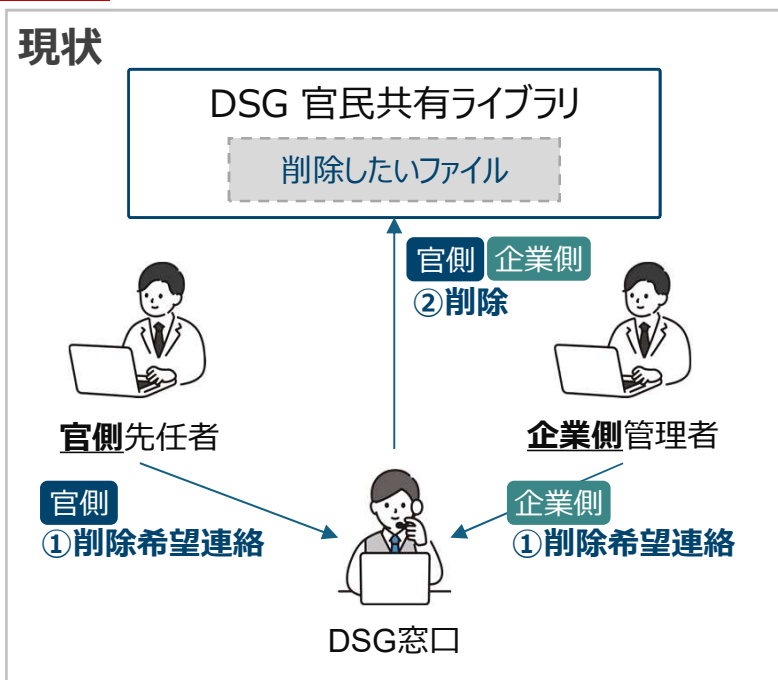 現状
DSG 官民共有ライブラリ
削除したいファイル
官側 企業側
②削除
官側先任者
企業側管理者
官側
①削除希望連絡
企業側
①削除希望連絡
DSG窓口